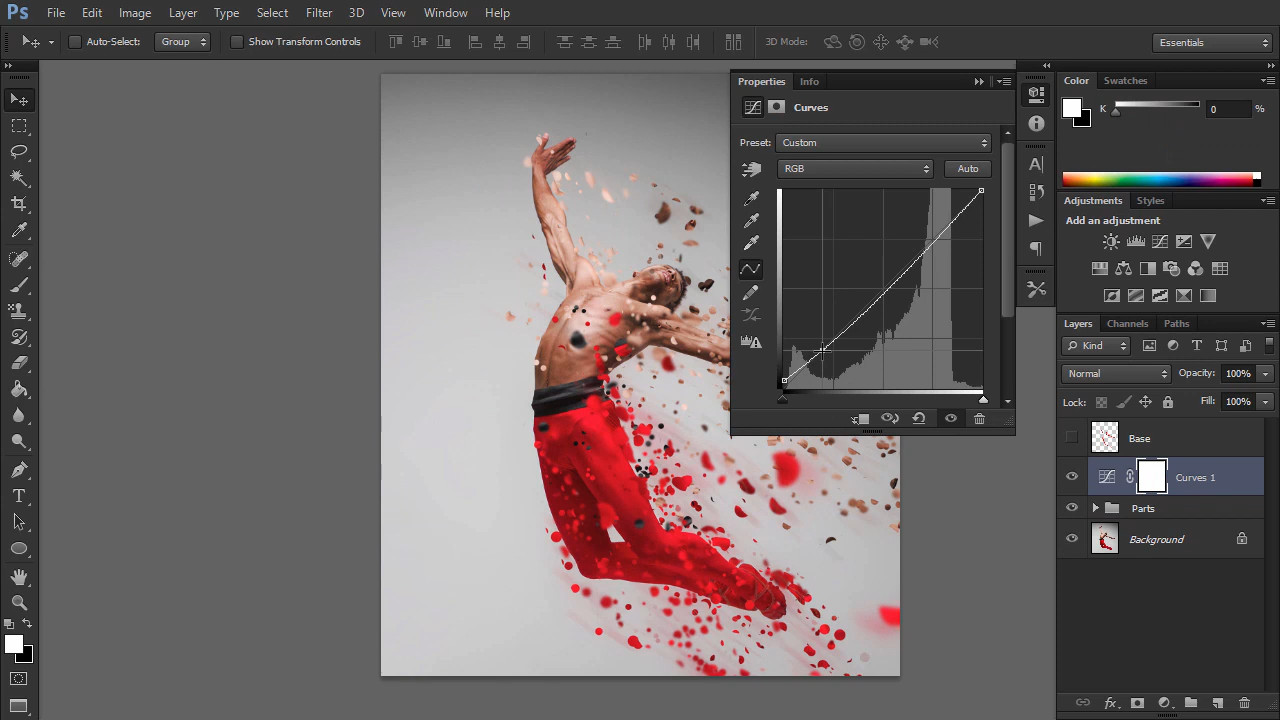 Ps File Edit Image Layer Type Select Filter 3D View Window Help
Auto-Select: Group Show Transform Controls 3D Mode: Essentials
Properties Info
Curves
Preset: Custom
RGB Auto
Color Swatches
K 0 %
Adjustments Styles
Add an adjustment
Layers Channels Paths
Kind T
Normal Opacity: 100%
Lock: Fill: 100%
Base
Curves 1
Parts
Background
fx